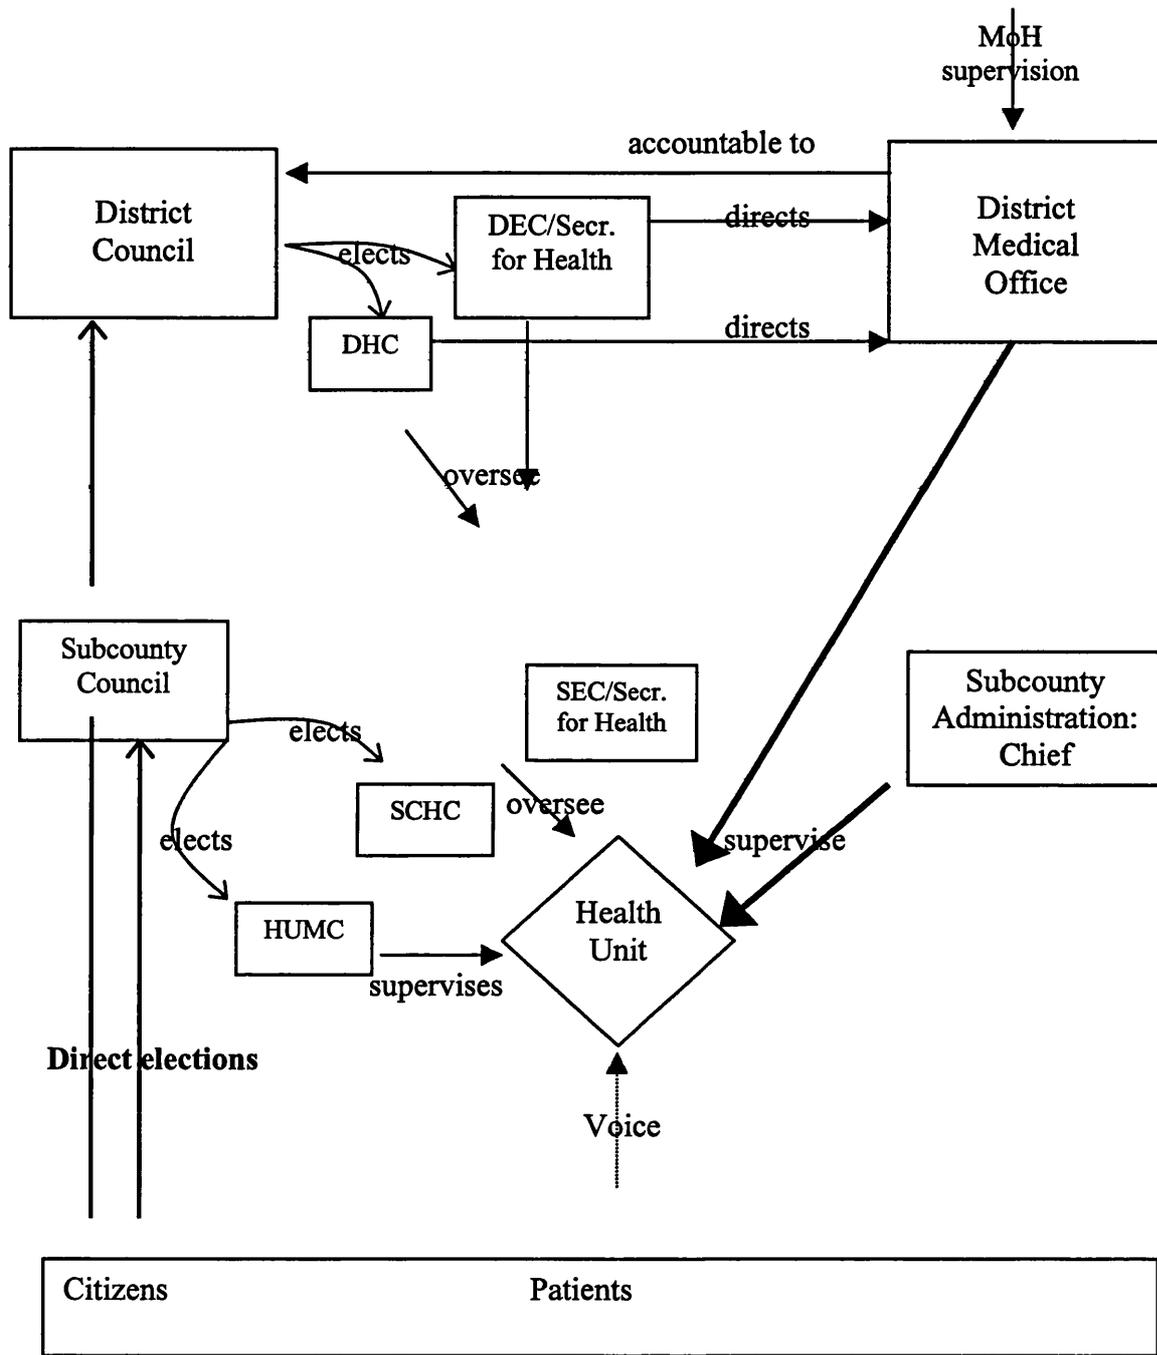 MoH
supervision
accountable to
District
Council
DEC/Secr.
for Health
directs
District
Medical
Office
elects
DHC
directs
oversee
Subcounty
Council
SEC/Secr.
for Health
Subcounty
Administration:
Chief
elects
SCHC
oversee
elects
supervise
HUMC
Health
Unit
supervises
Direct elections
Voice
Citizens
Patients